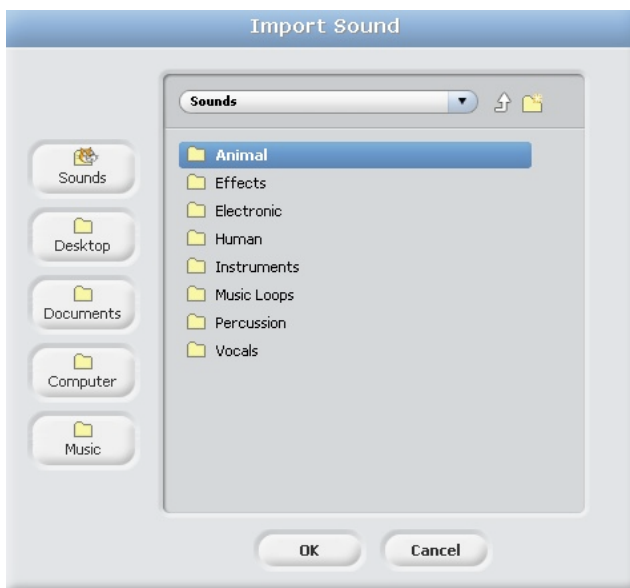 Import Sound
Sounds
Sounds
Desktop
Documents
Computer
Music
Animal
Effects
Electronic
Human
Instruments
Music Loops
Percussion
Vocals
OK
Cancel